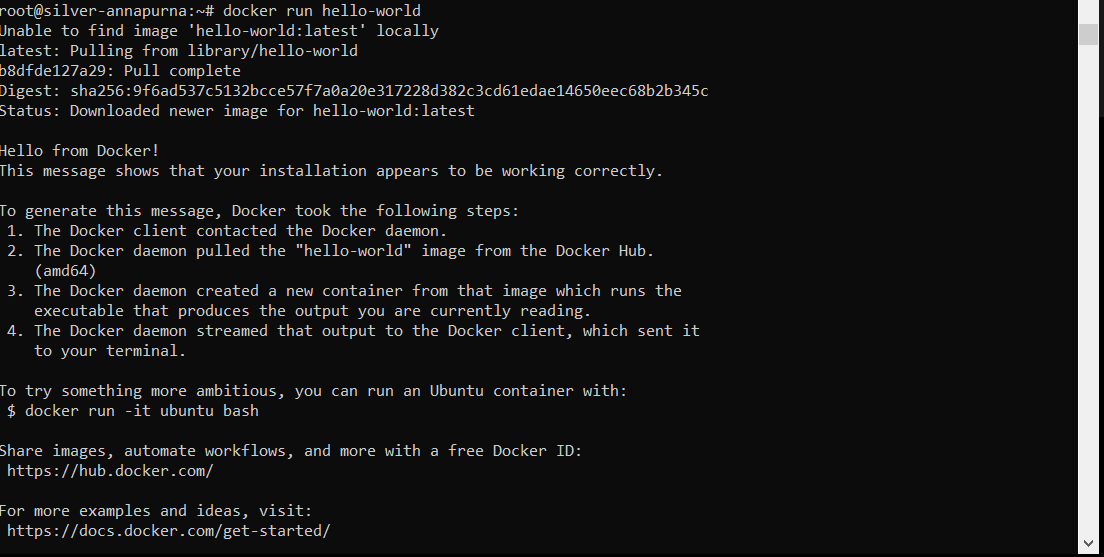 root@silver-annapurna:~# docker run hello-world
Unable to find image 'hello-world:latest' locally
latest: Pulling from library/hello-world
b8dfde127a29: Pull complete
Digest: sha256:9f6ad537c5132bcce57f7a0a20e317228d382c3cd61edae14650eec68b2b345c
Status: Downloaded newer image for hello-world:latest

Hello from Docker!
This message shows that your installation appears to be working correctly.

To generate this message, Docker took the following steps:
 1. The Docker client contacted the Docker daemon.
 2. The Docker daemon pulled the "hello-world" image from the Docker Hub.
    (amd64)
 3. The Docker daemon created a new container from that image which runs the
    executable that produces the output you are currently reading.
 4. The Docker daemon streamed that output to the Docker client, which sent it
    to your terminal.

To try something more ambitious, you can run an Ubuntu container with:
 $ docker run -it ubuntu bash

Share images, automate workflows, and more with a free Docker ID:
 https://hub.docker.com/

For more examples and ideas, visit:
 https://docs.docker.com/get-started/